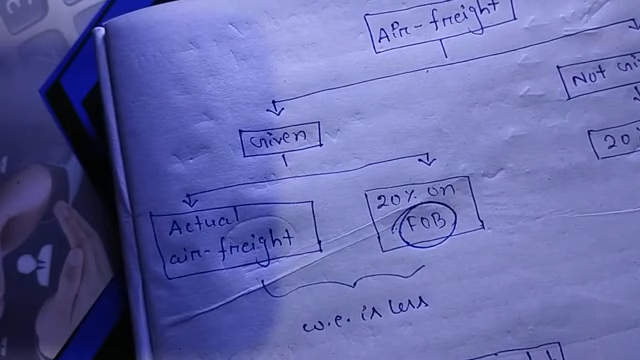 Air-freight
Given
Actual
air-freight
20% on
FOB
w.e. is less
Not
20